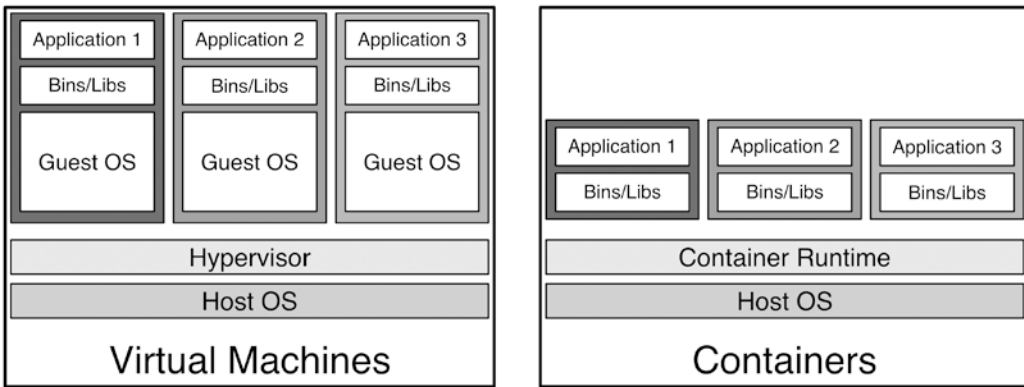 Application 1
Bins/Libs
Guest OS
Application 2
Bins/Libs
Guest OS
Application 3
Bins/Libs
Guest OS
Hypervisor
Host OS
Virtual Machines
Application 1
Bins/Libs
Application 2
Bins/Libs
Application 3
Bins/Libs
Container Runtime
Host OS
Containers